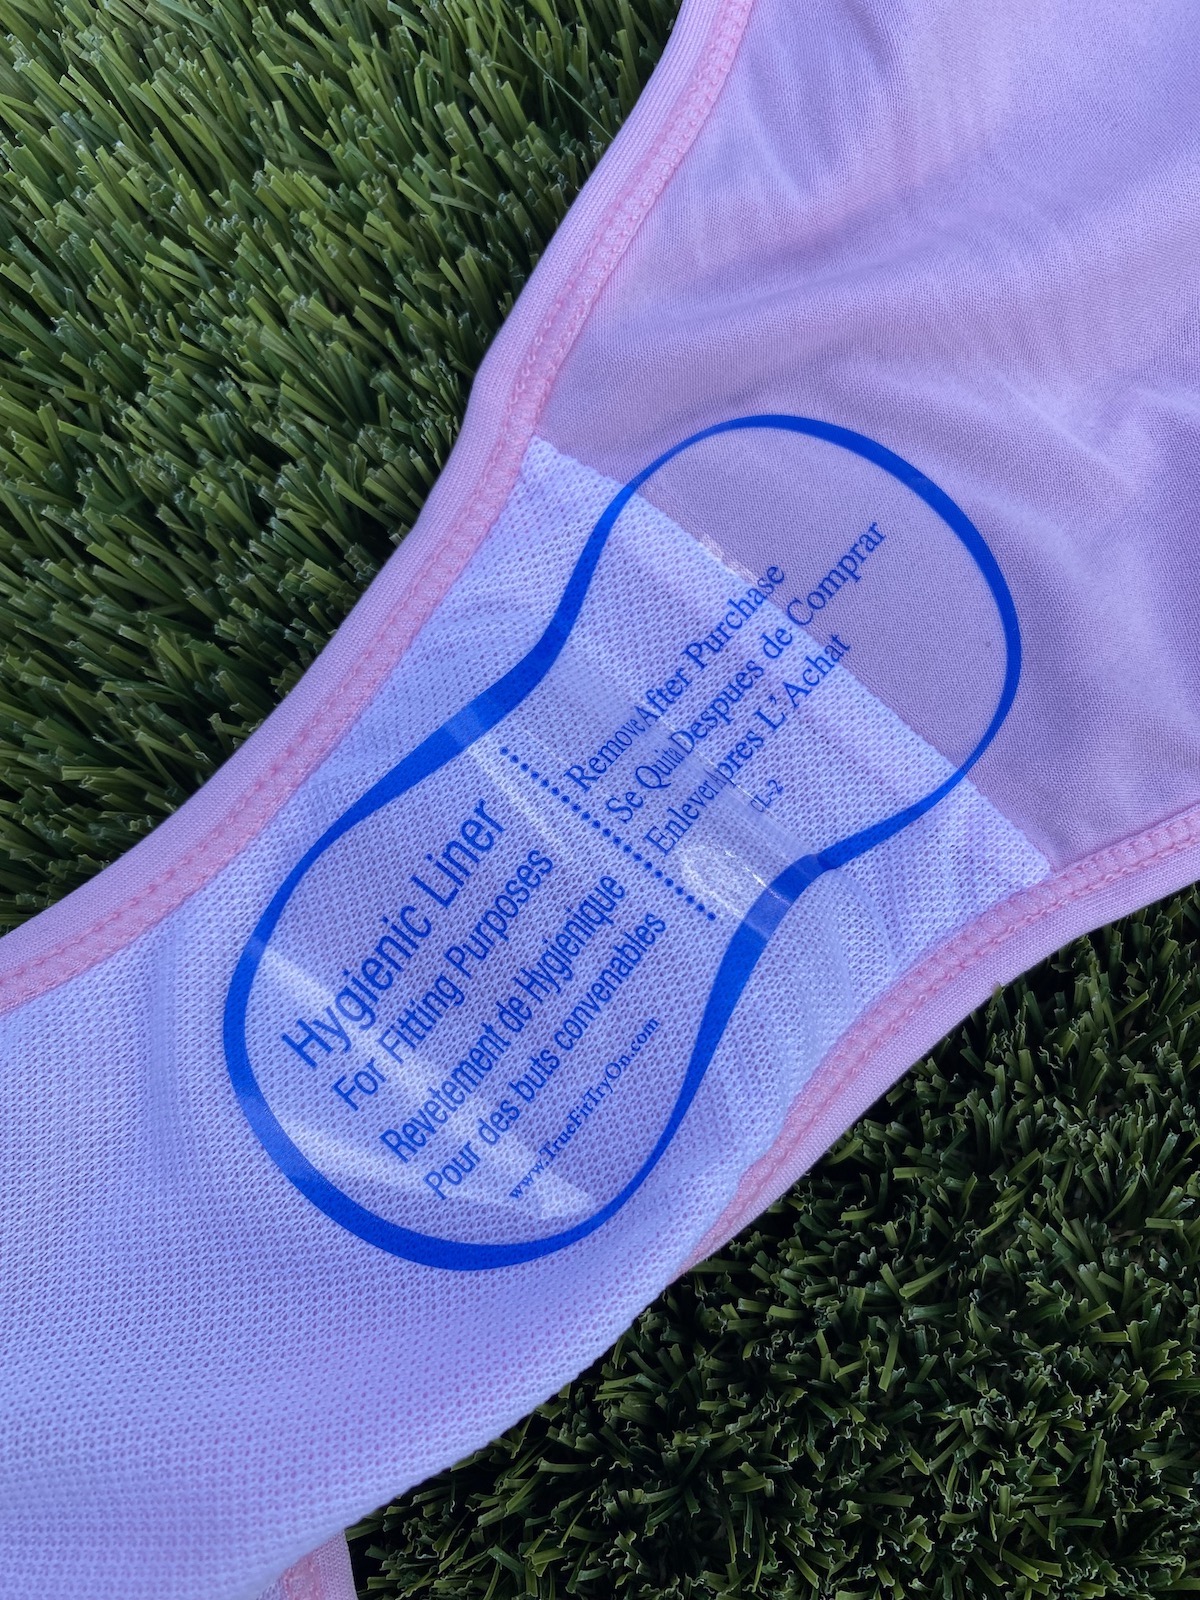 Hygienic Liner
For Fitting Purposes
Revetement de Hygienique
Pour des buts convenables
www.TrueFitTryOn.com
Remove After Purchase
Se Quita Despues de Comprar
Enlever Apres L'Achat